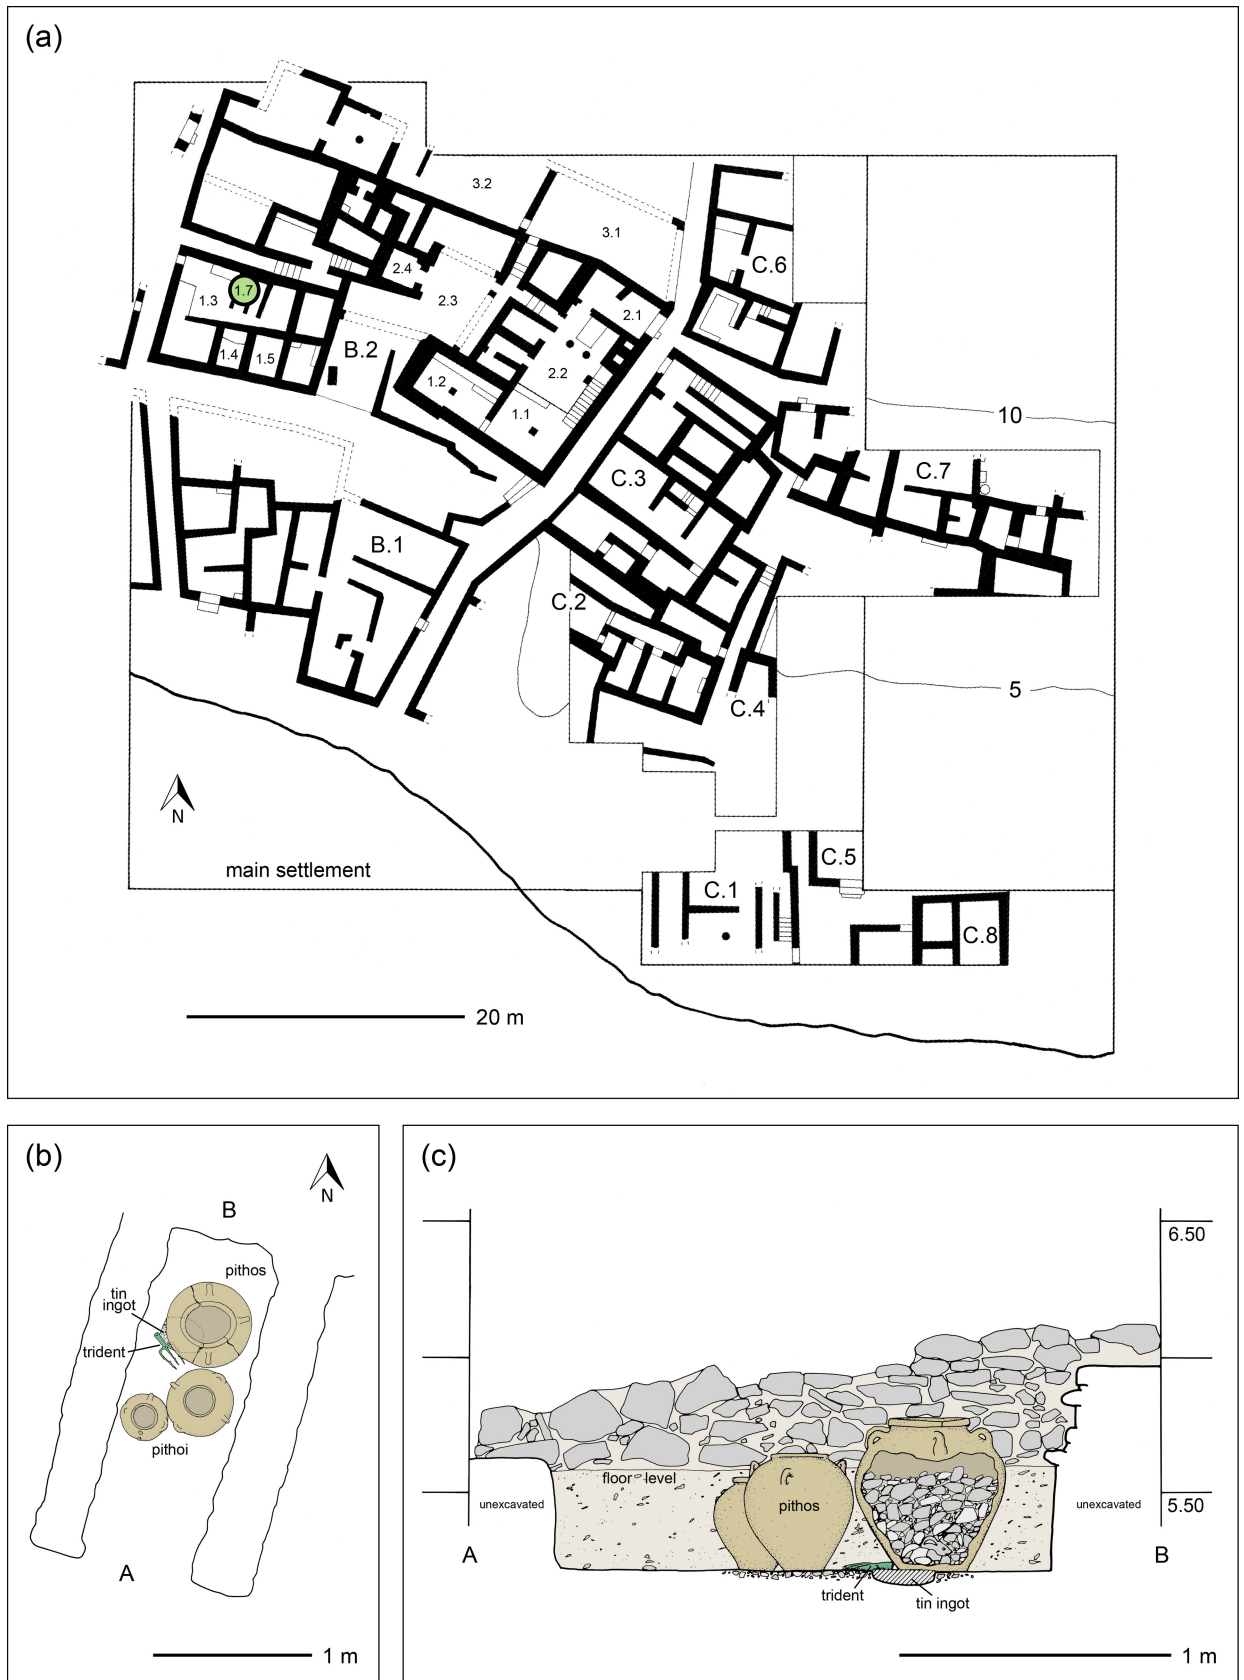 (a)
3.2
3.1
C.6
2.4
1.7
1.3
2.3
2.1
B.2
1.4
1.5
1.2
2.2
1.1
10
C.3
C.7
B.1
C.2
5
C.4
N
main settlement
C.5
C.1
C.8
20 m
(b)
N
B
pithos
tin
ingot
trident
pithoi
A
1 m
(c)
6.50
floor level
unexcavated
pithos
unexcavated
5.50
A
B
trident
tin ingot
1 m